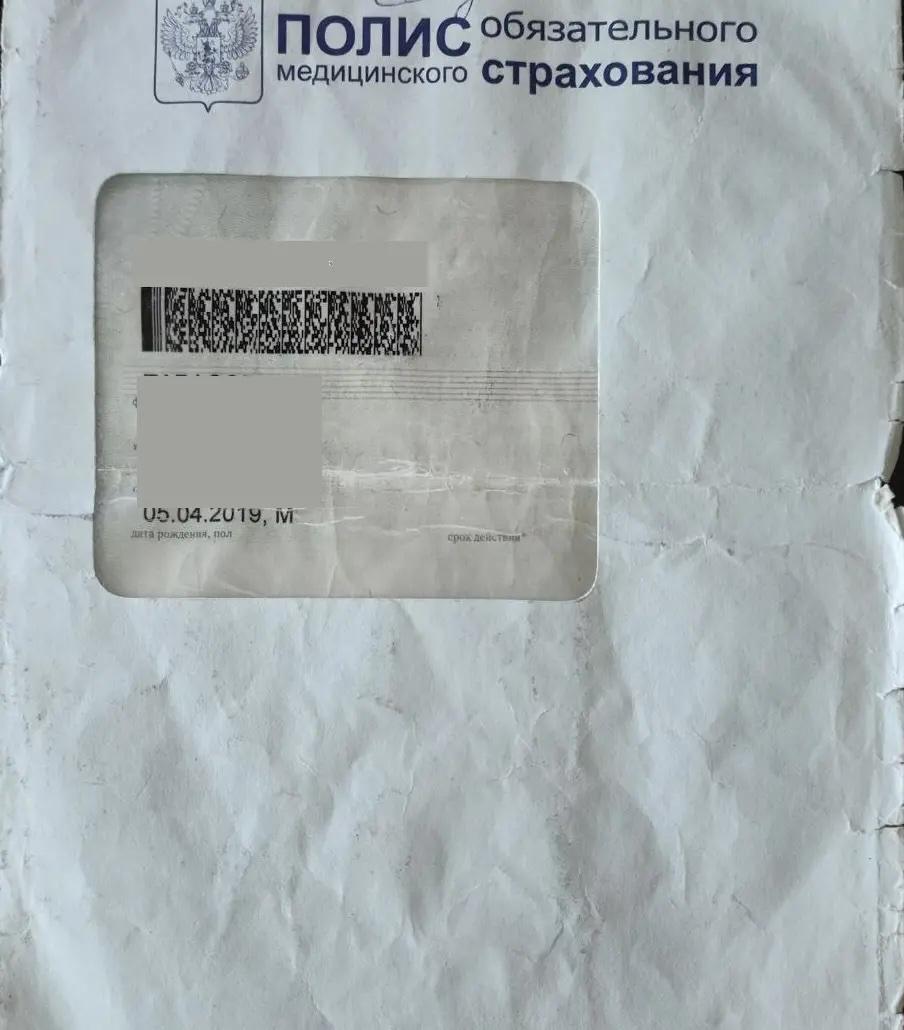 ПОЛИС обязательного
медицинского страхования
05.04.2019, М
дата рождения, пол
срок действия*